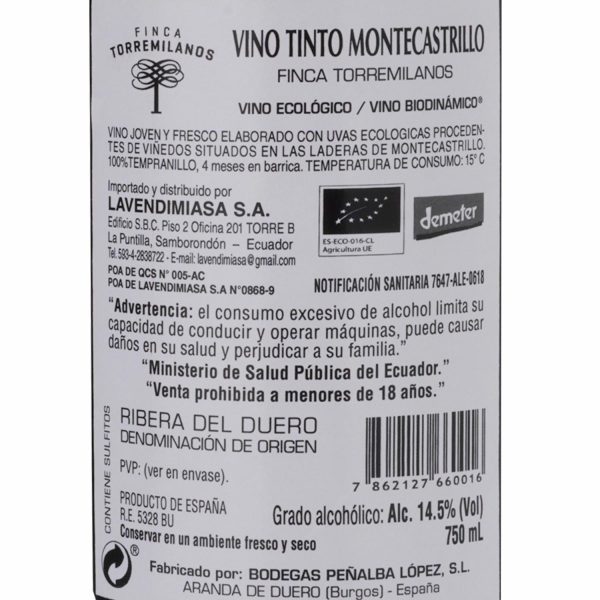 FINCA
TORREMILANOS
VINO TINTO MONTECASTRILLO
FINCA TORREMILANOS
VINO ECOLÓGICO / VINO BIODINÁMICO®
VINO JOVEN Y FRESCO ELABORADO CON UVAS ECOLOGICAS PROCEDEN-
TES DE VIÑEDOS SITUADOS EN LAS LADERAS DE MONTECASTRILLO.
100%TEMPRANILLO, 4 meses en barrica. TEMPERATURA DE CONSUMO: 15° C
Importado y distribuido por
LAVENDIMIASA S.A.
Edificio S.B.C. Piso 2 Oficina 201 TORRE B
La Puntilla, Samborondón – Ecuador
Tel. 593-4-2838722 - E-mail: lavendimiasa@gmail.com
POA DE QCS N° 005-AC
POA DE LAVENDIMIASA S.A N°0868-9
ES-ECO-016-CL
Agricultura UE
demeter
NOTIFICACIÓN SANITARIA 7647-ALE-0618
"Advertencia: el consumo excesivo de alcohol limita su
capacidad de conducir y operar máquinas, puede causar
daños en su salud y perjudicar a su familia."
"Ministerio de Salud Pública del Ecuador."
"Venta prohibida a menores de 18 años."
CONTIENE SULFITOS
RIBERA DEL DUERO
DENOMINACIÓN DE ORIGEN
PVP: (ver en envase).
7 862127 660016
PRODUCTO DE ESPAÑA
R.E. 5328 BU
Grado alcohólico: Alc. 14.5% (Vol)
750 mL
Conservar en un ambiente fresco y seco
®
Fabricado por: BODEGAS PEÑALBA LÓPEZ, S.L.
ARANDA DE DUERO (Burgos) - España